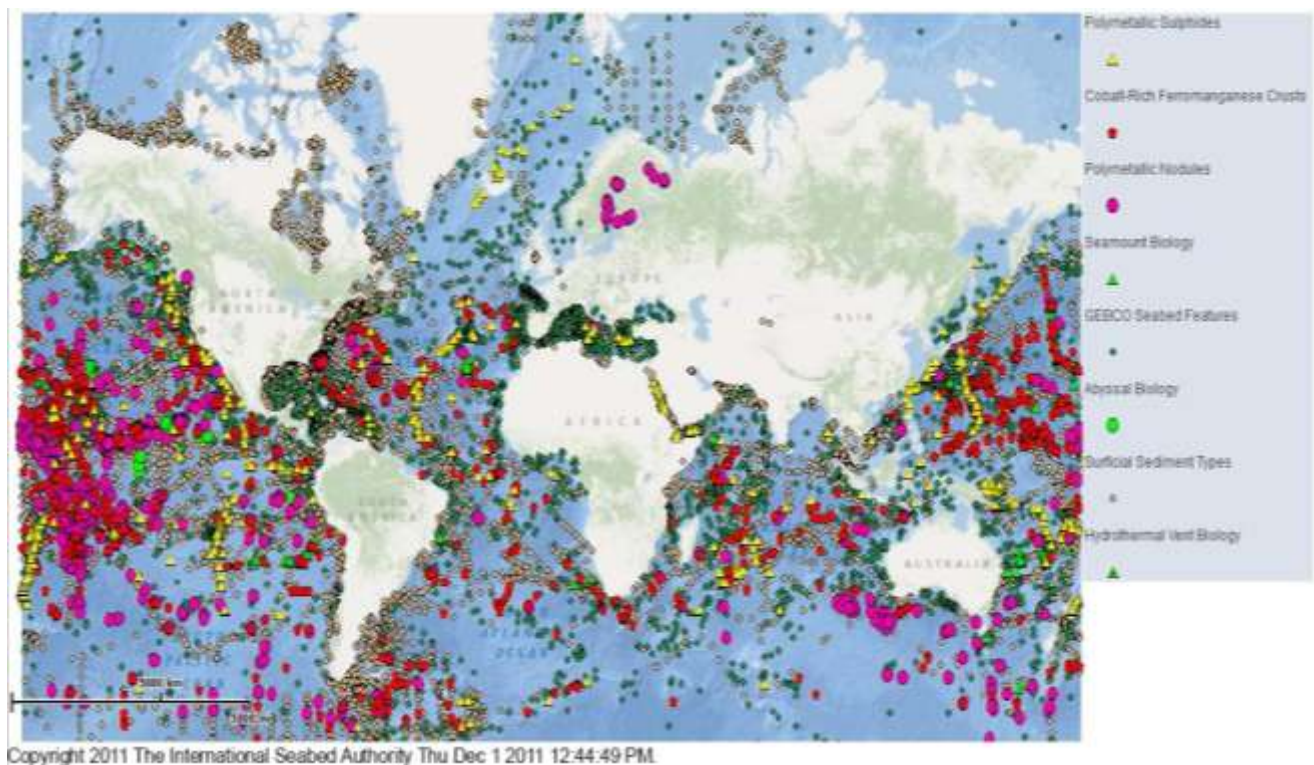 Polymetallic Sulphides
Cobalt-Rich Ferromanganese Crusts
Polymetallic Nodules
Seamount Biology
GEBCO Seabed Features
Abyssal Biology
Surficial Sediment Types
Hydrothermal Vent Biology
NORTH
AMERICA
EUROPE
ASIA
AFRICA
SOUTH
AMERICA
AUSTRALIA
OCEAN
Copyright 2011 The International Seabed Authority Thu Dec 1 2011 12:44:49 PM.